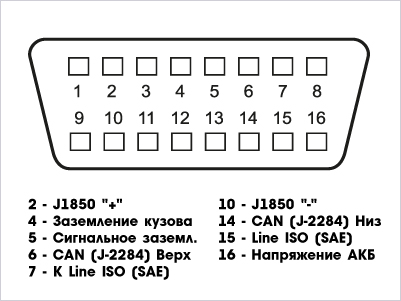 1 2 3 4 5 6 7 8
9 10 11 12 13 14 15 16
2 - J1850 "+"
4 - Заземление кузова
5 - Сигнальное заземл.
6 - CAN (J-2284) Верх
7 - K Line ISO (SAE)
10 - J1850 "-"
14 - CAN (J-2284) Низ
15 - Line ISO (SAE)
16 - Напряжение АКБ